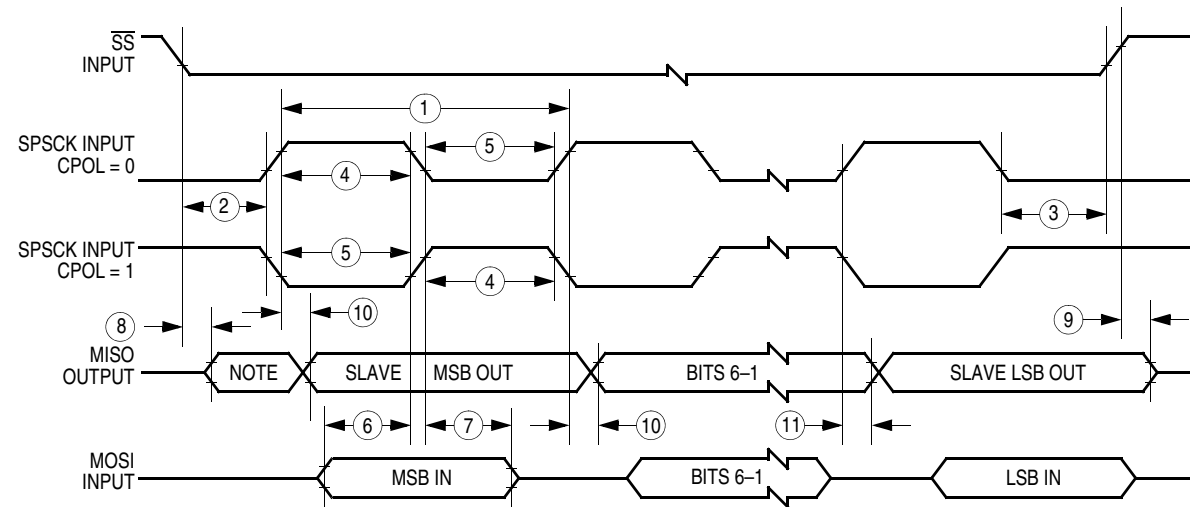 SS
INPUT
1
SPSCK INPUT
CPOL = 0
5
4
2
3
SPSCK INPUT
CPOL = 1
5
4
8
10
9
MISO
OUTPUT
NOTE
SLAVE MSB OUT
BITS 6–1
SLAVE LSB OUT
6
7
10
11
MOSI
INPUT
MSB IN
BITS 6–1
LSB IN